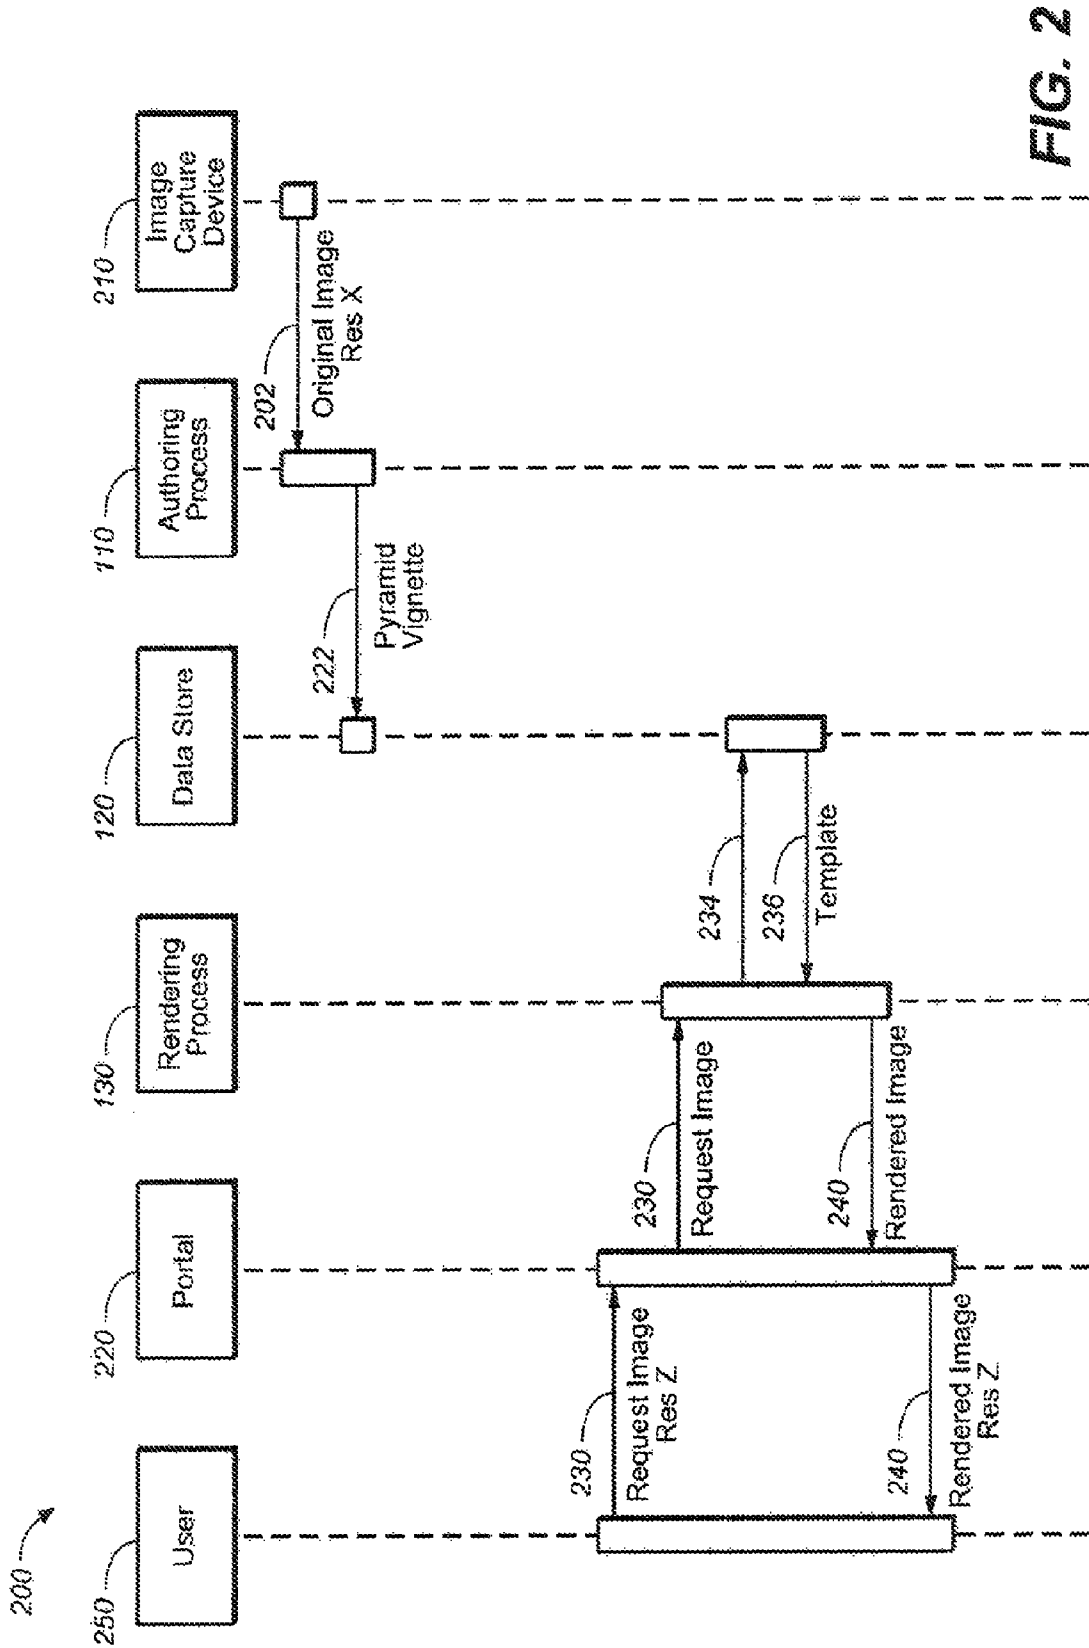 200
250
User
220
Portal
130
Rendering
Process
120
Data Store
110
Authoring
Process
210
Image
Capture
Device
202
Original Image
Res X
222
Pyramid
Vignette
230
Request Image
Res Z
230
Request Image
234
236
Template
240
Rendered Image
240
Rendered Image
Res Z
FIG. 2